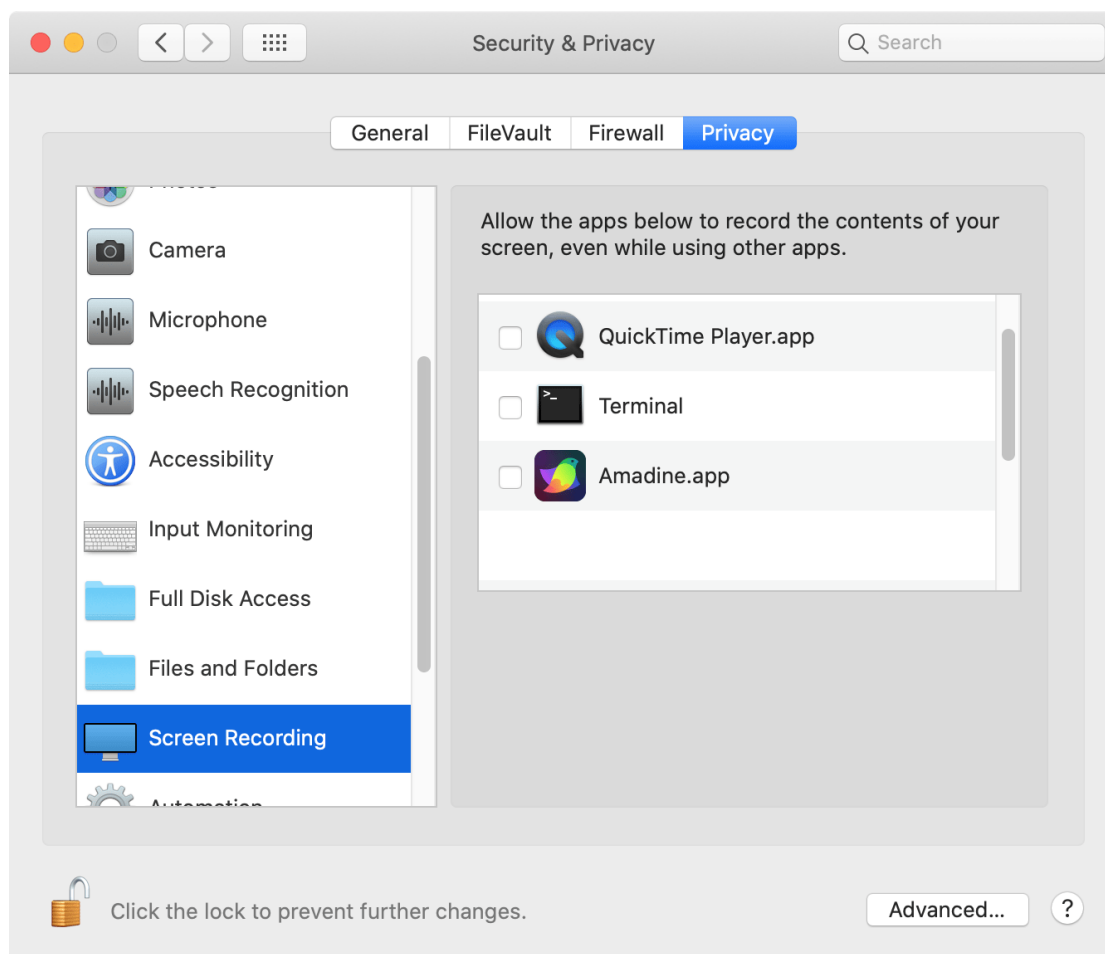 Security & Privacy
Search
General
FileVault
Firewall
Privacy
Photos
Camera
Microphone
Speech Recognition
Accessibility
Input Monitoring
Full Disk Access
Files and Folders
Screen Recording
Automation
Allow the apps below to record the contents of your
screen, even while using other apps.
QuickTime Player.app
>_
Terminal
Amadine.app
Click the lock to prevent further changes.
Advanced...
?